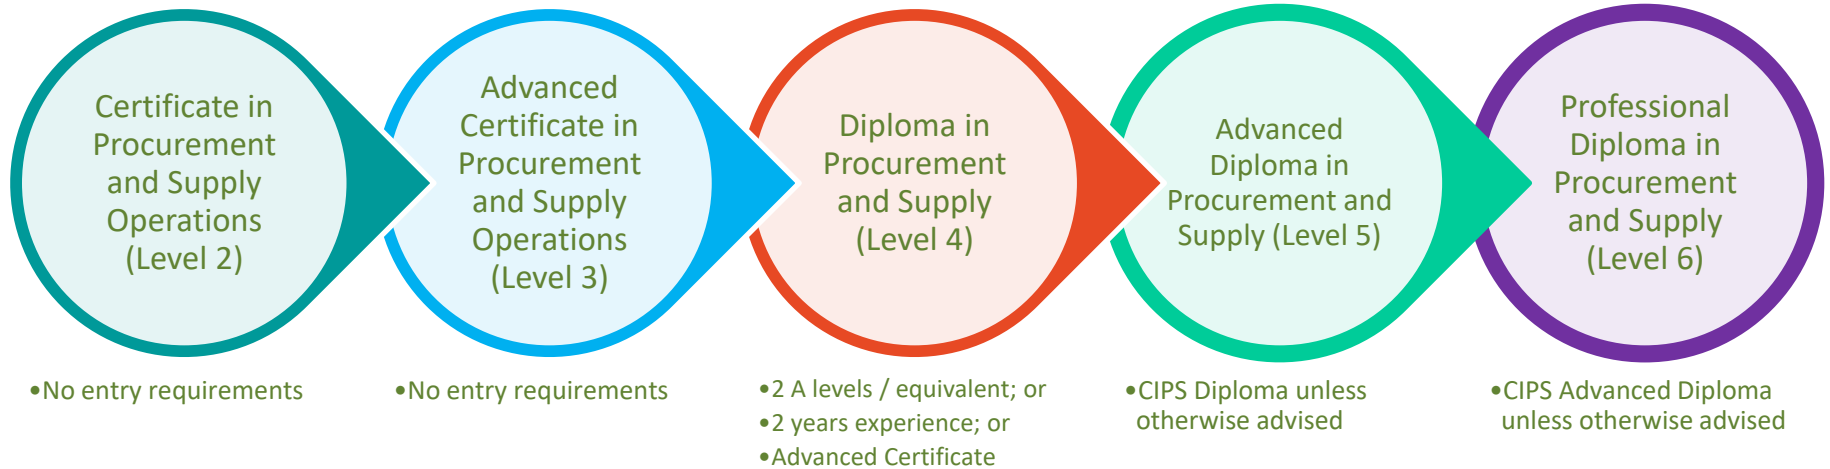 Certificate in
Procurement
and Supply
Operations
(Level 2)
Advanced
Certificate in
Procurement
and Supply
Operations
(Level 3)
Diploma in
Procurement
and Supply
(Level 4)
Advanced
Diploma in
Procurement and
Supply (Level 5)
Professional
Diploma in
Procurement
and Supply
(Level 6)
•No entry requirements
•No entry requirements
•2 A levels / equivalent; or
•2 years experience; or
•Advanced Certificate
•CIPS Diploma unless
otherwise advised
•CIPS Advanced Diploma
unless otherwise advised